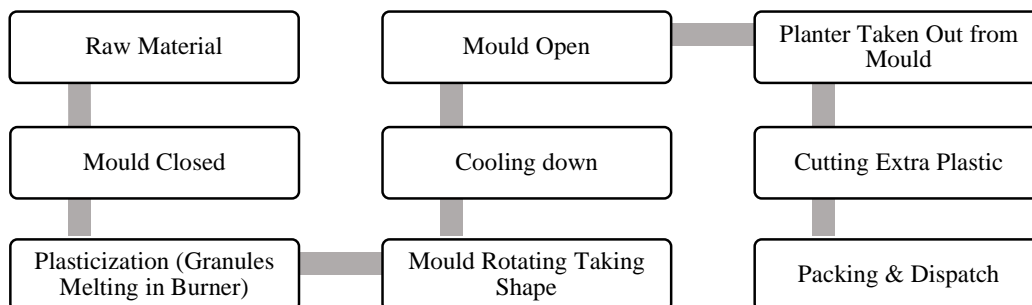 Raw Material
Mould Closed
Plasticization (Granules
Melting in Burner)
Mould Rotating Taking
Shape
Cooling down
Mould Open
Planter Taken Out from
Mould
Cutting Extra Plastic
Packing & Dispatch